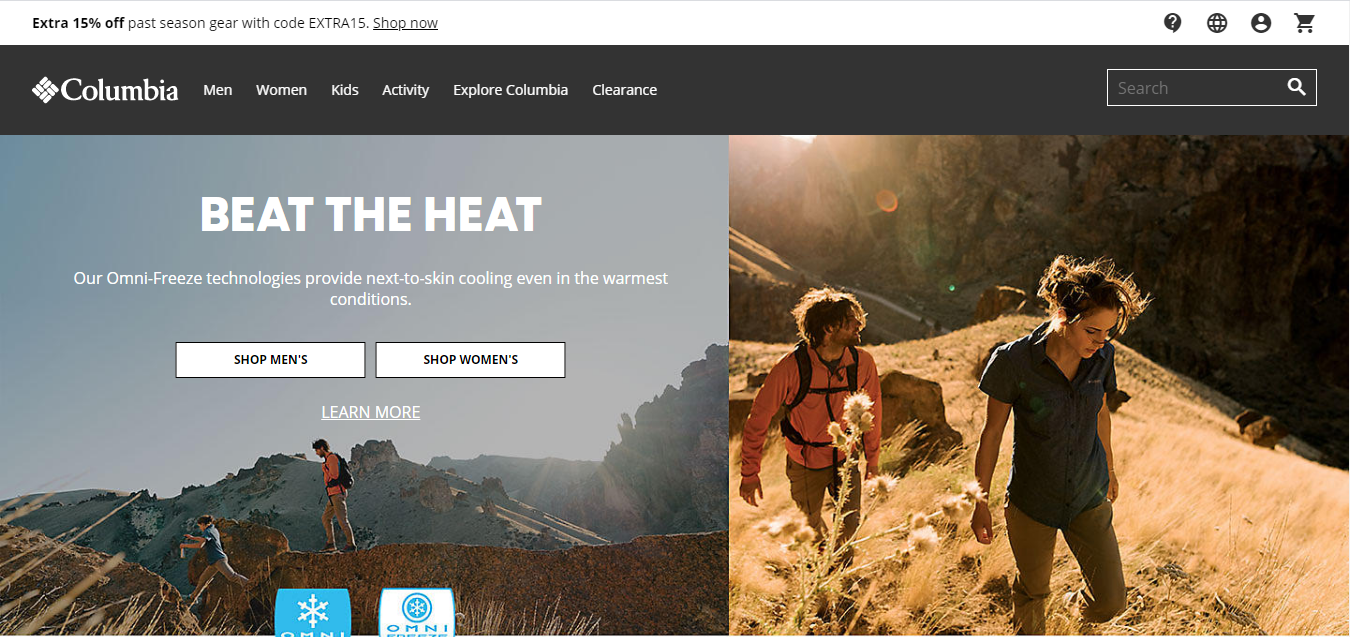 Extra 15% off past season gear with code EXTRA15. Shop now
Columbia
Men Women Kids Activity Explore Columbia Clearance
Search
BEAT THE HEAT
Our Omni-Freeze technologies provide next-to-skin cooling even in the warmest
conditions.
SHOP MEN'S SHOP WOMEN'S
LEARN MORE
OMNI OMNI
FREEZE